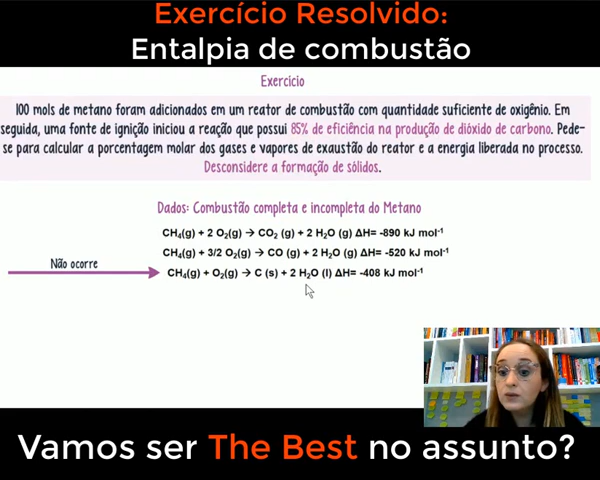 Exercício Resolvido:
Entalpia de combustão
Exercício
100 mols de metano foram adicionados em um reator de combustão com quantidade suficiente de oxigênio. Em
seguida, uma fonte de ignição iniciou a reação que possui 85% de eficiência na produção de dióxido de carbono. Pede-
se para calcular a porcentagem molar dos gases e vapores de exaustão do reator e a energia liberada no processo.
Desconsidere a formação de sólidos.
Dados: Combustão completa e incompleta do Metano
CH₄(g) + 2 O₂(g) → CO₂ (g) + 2 H₂O (g) ΔH= -890 kJ mol⁻¹
CH₄(g) + 3/2 O₂(g) → CO (g) + 2 H₂O (g) ΔH= -520 kJ mol⁻¹
Não ocorre
CH₄(g) + O₂(g) → C (s) + 2 H₂O (l) ΔH= -408 kJ mol⁻¹
Vamos ser The Best no assunto?